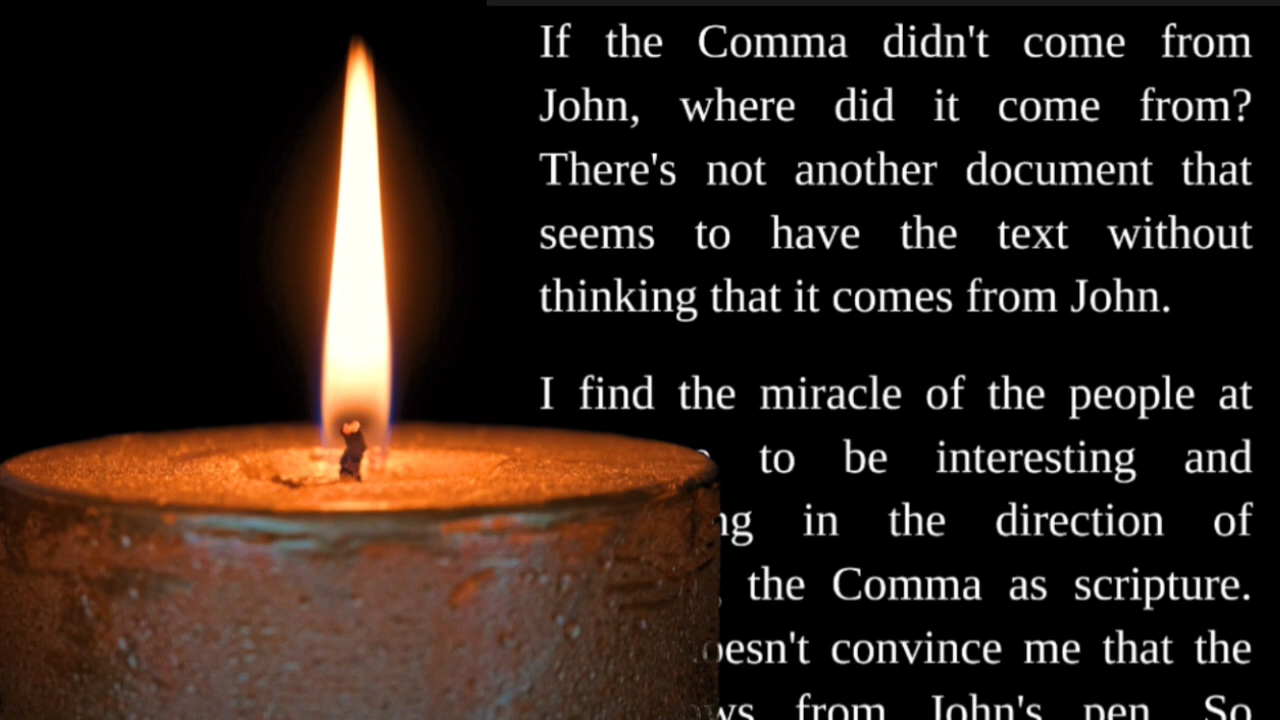 If the Comma didn't come from
John, where did it come from?
There's not another document that
seems to have the text without
thinking that it comes from John.
I find the miracle of the people at
to be interesting and
in the direction of
the Comma as scripture.
convince me that the
from John's pen. So